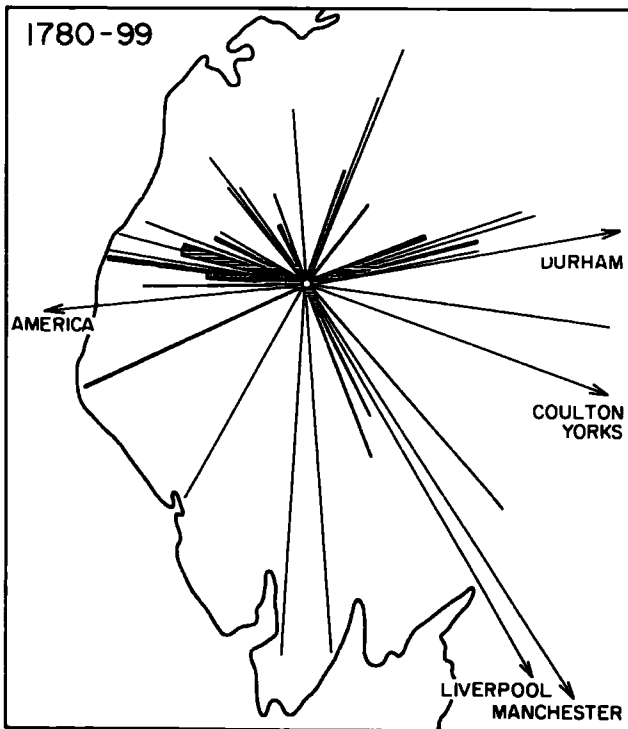 1780-99
DURHAM
AMERICA
COULTON
YORKS
LIVERPOOL
MANCHESTER